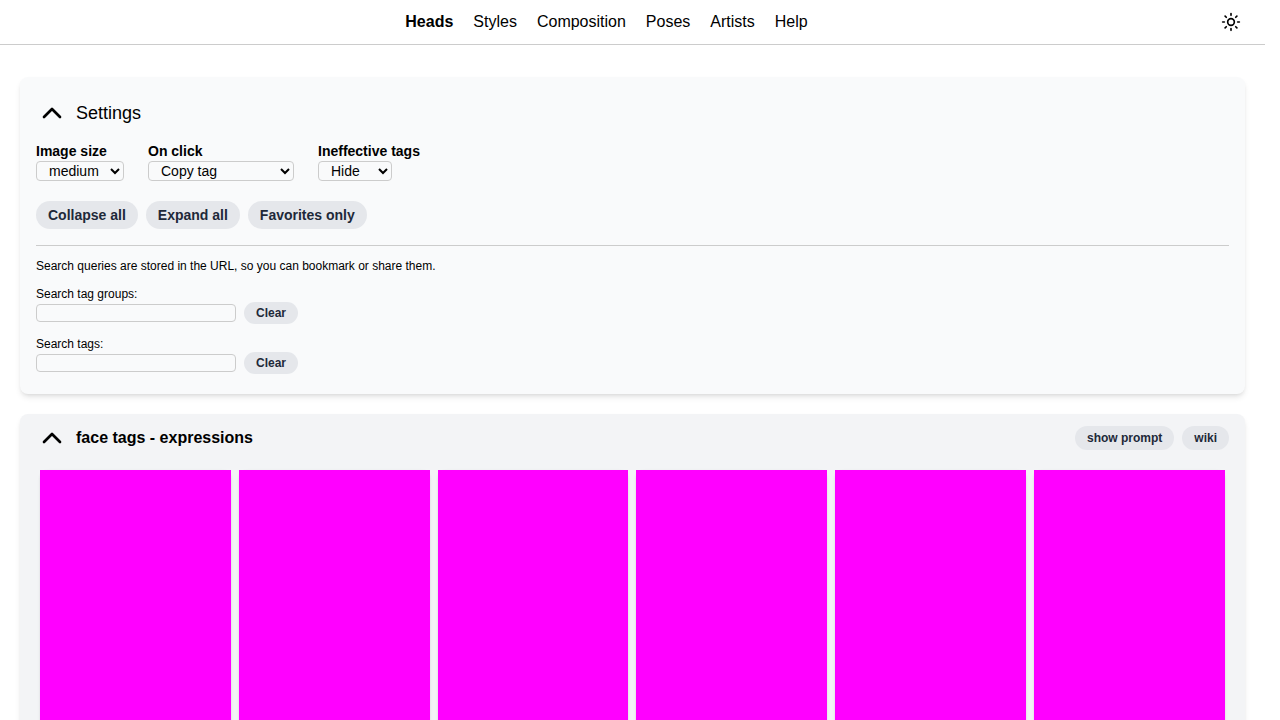 Heads Styles Composition Poses Artists Help
Settings
Image size On click Ineffective tags
medium Copy tag Hide
Collapse all Expand all Favorites only
Search queries are stored in the URL, so you can bookmark or share them.
Search tag groups:
Clear
Search tags:
Clear
face tags - expressions show prompt wiki